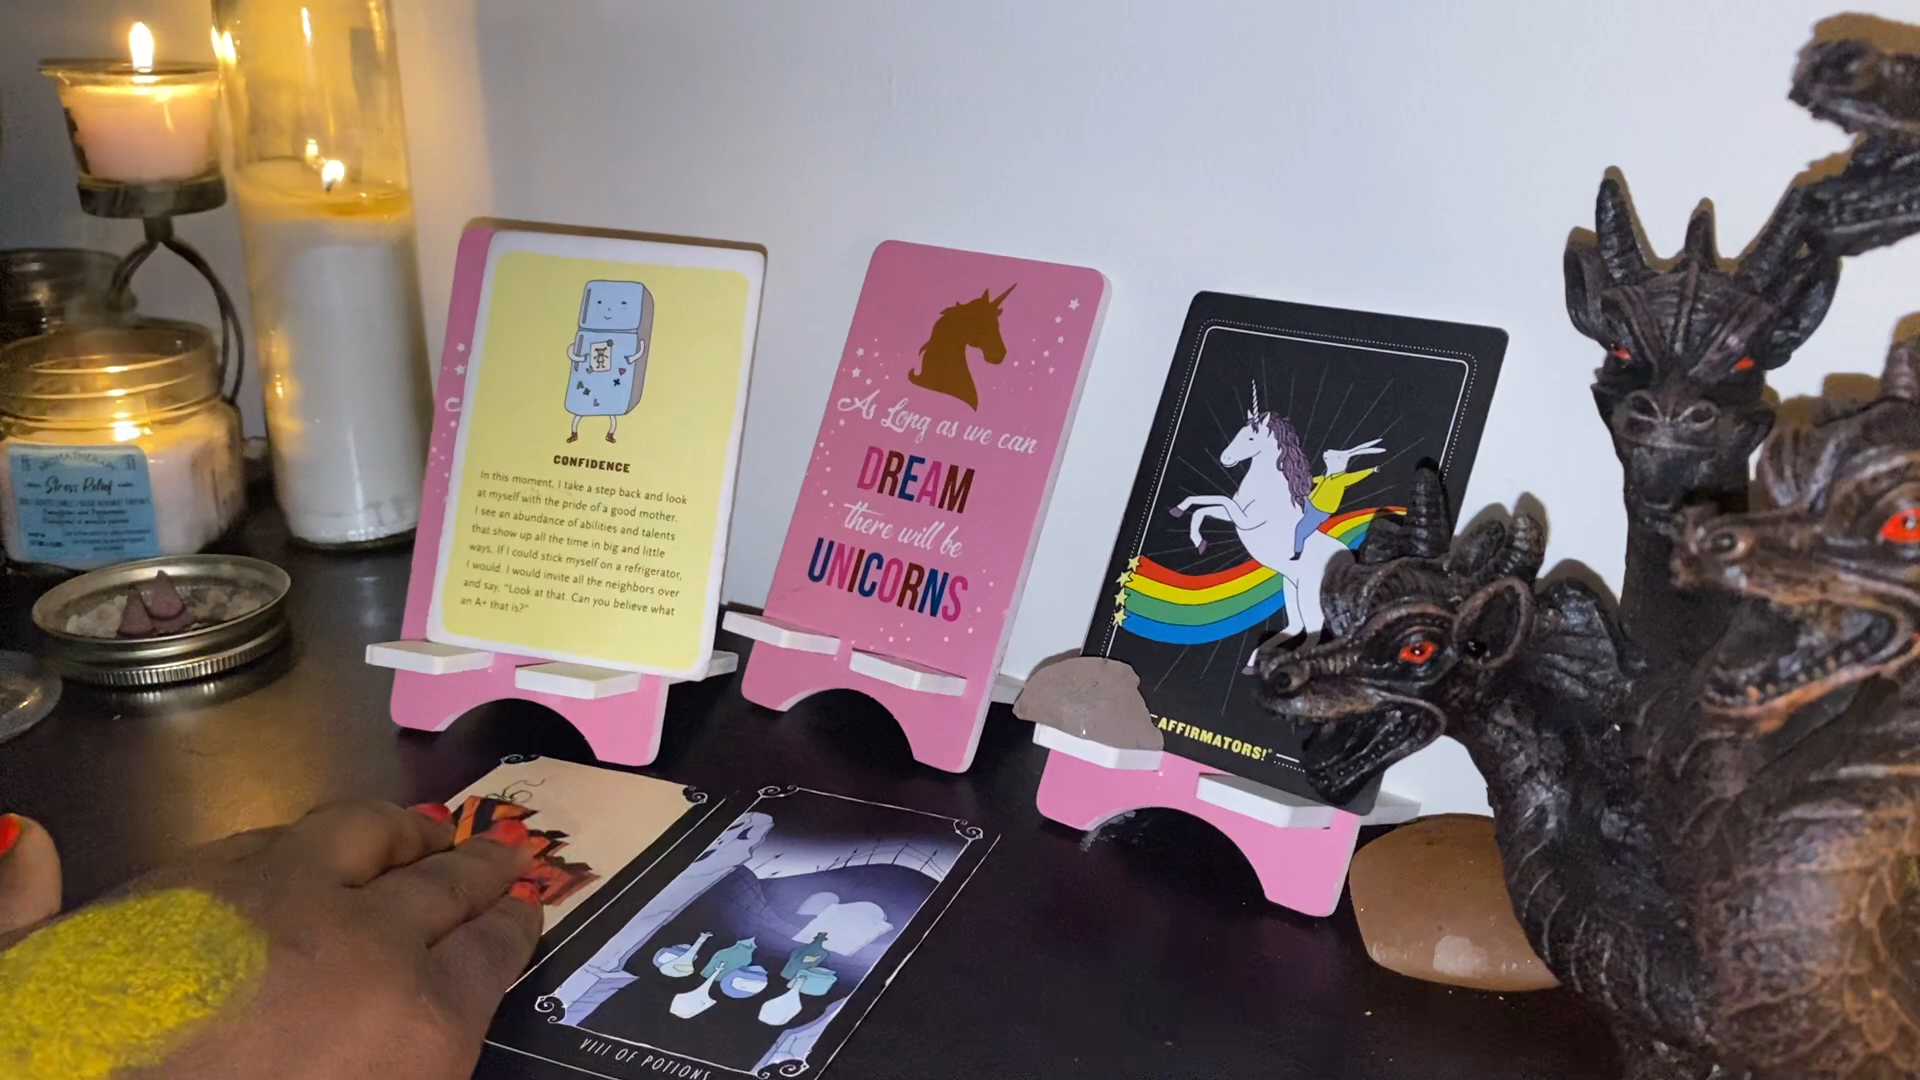 Stress Relief
CONFIDENCE
In this moment, I take a step back and look
at myself with the pride of a good mother.
I see an abundance of abilities and talents
that show up all the time in big and little
ways. If I could stick myself on a refrigerator,
I would. I would invite all the neighbors over
and say, "Look at that. Can you believe what
an A+ that is?"
As Long as we can
DREAM
there will be
UNICORNS
AFFIRMATORS!
VIII OF POTIONS